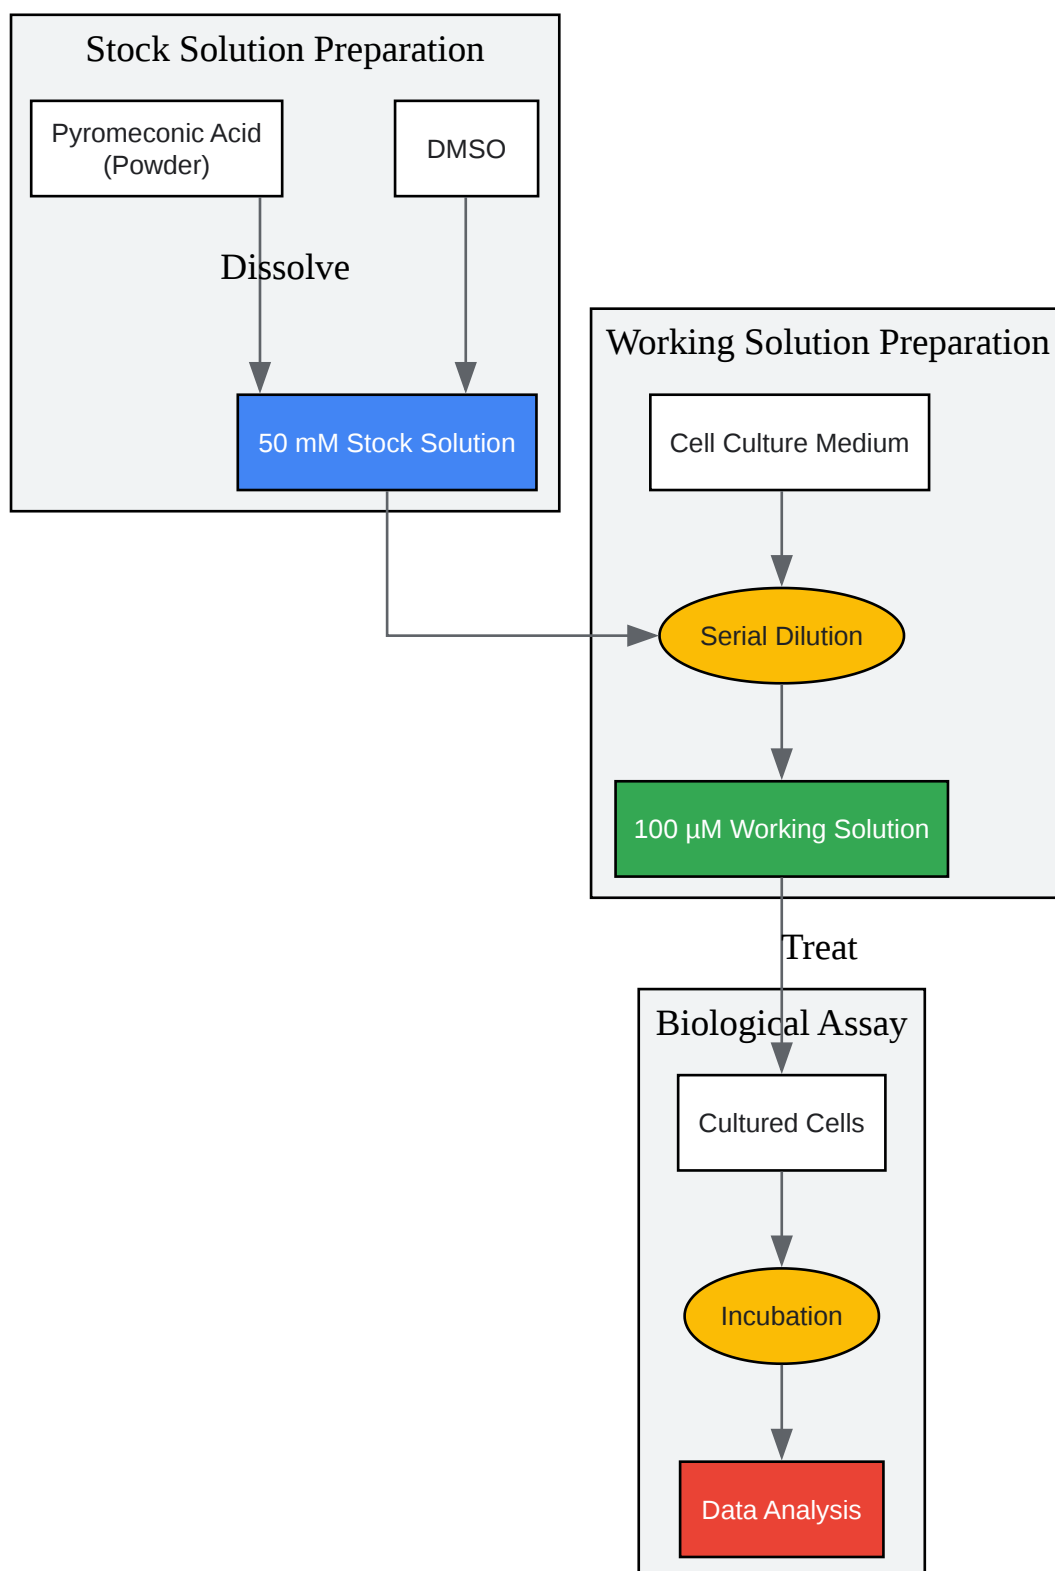 Stock Solution Preparation
Pyromeconic Acid
(Powder)
DMSO
Dissolve
50 mM Stock Solution
Working Solution Preparation
Cell Culture Medium
Serial Dilution
100 µM Working Solution
Treat
Biological Assay
Cultured Cells
Incubation
Data Analysis